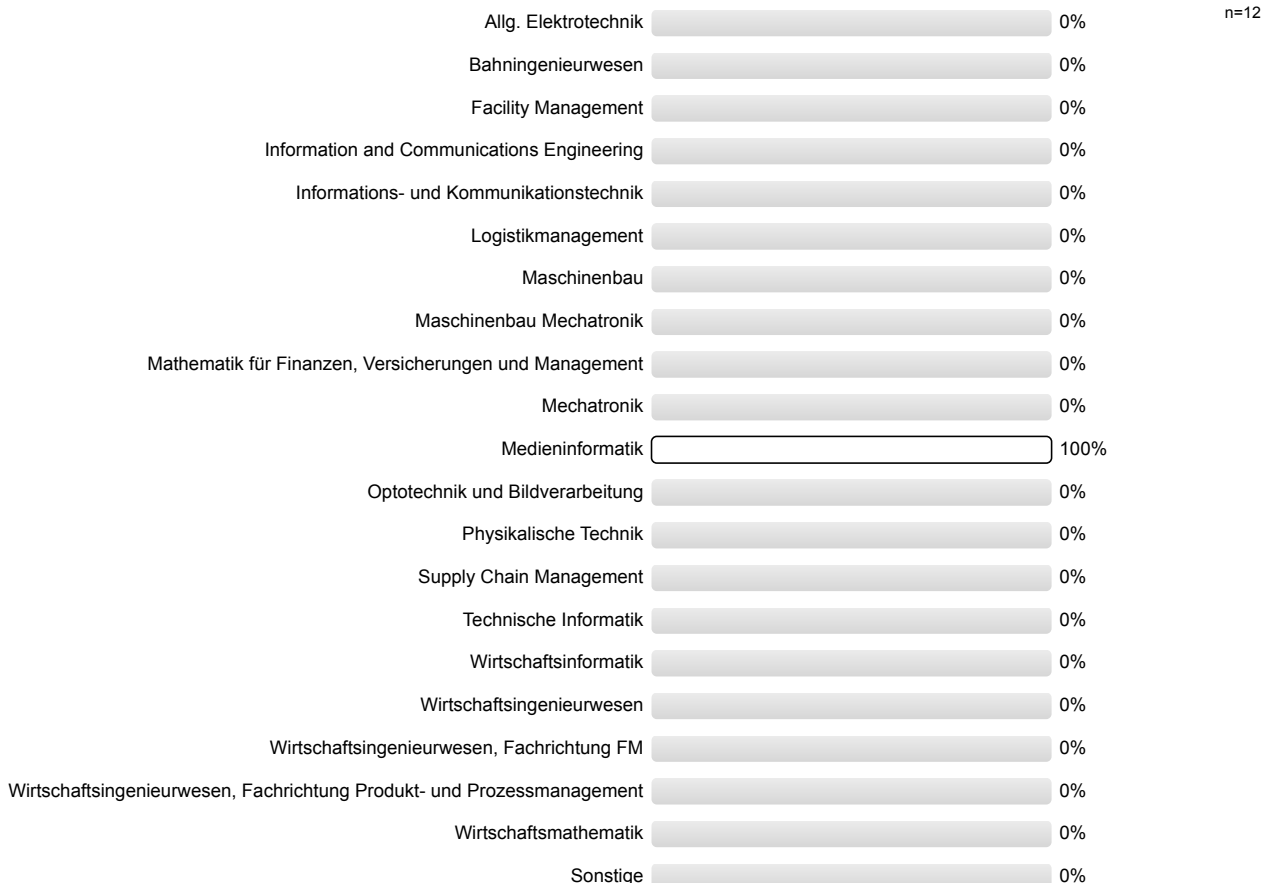 n=12
Allg. Elektrotechnik 0%
Bahningenieurwesen 0%
Facility Management 0%
Information and Communications Engineering 0%
Informations- und Kommunikationstechnik 0%
Logistikmanagement 0%
Maschinenbau 0%
Maschinenbau Mechatronik 0%
Mathematik für Finanzen, Versicherungen und Management 0%
Mechatronik 0%
Medieninformatik 100%
Optotechnik und Bildverarbeitung 0%
Physikalische Technik 0%
Supply Chain Management 0%
Technische Informatik 0%
Wirtschaftsinformatik 0%
Wirtschaftsingenieurwesen 0%
Wirtschaftsingenieurwesen, Fachrichtung FM 0%
Wirtschaftsingenieurwesen, Fachrichtung Produkt- und Prozessmanagement 0%
Wirtschaftsmathematik 0%
Sonstige 0%